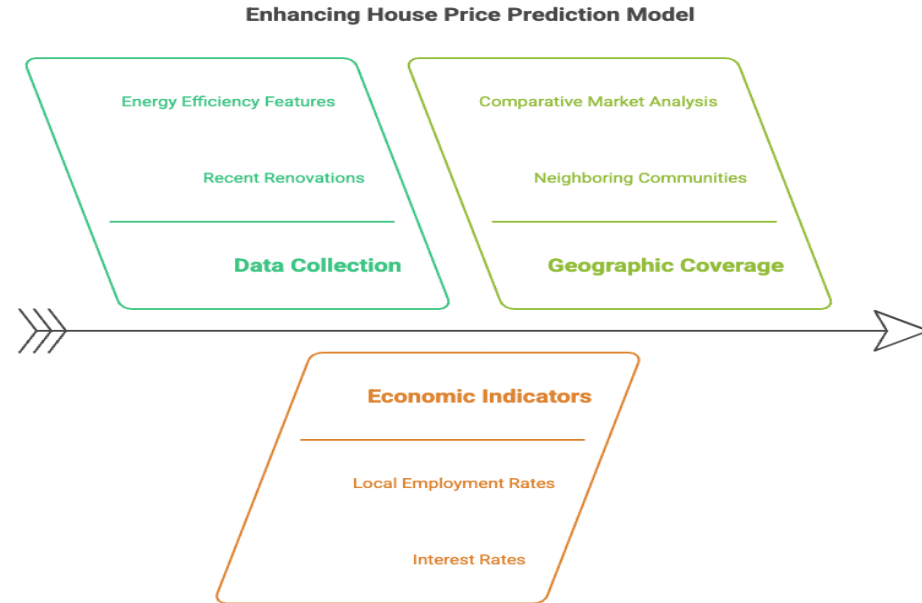 Enhancing House Price Prediction Model
Energy Efficiency Features
Recent Renovations
Data Collection
Comparative Market Analysis
Neighboring Communities
Geographic Coverage
Economic Indicators
Local Employment Rates
Interest Rates